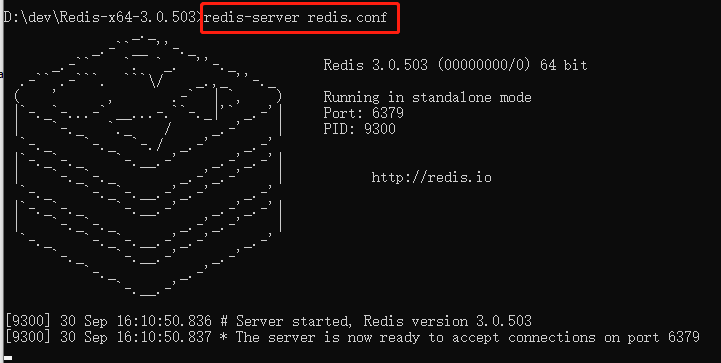 D:\dev\Redis-x64-3.0.503>redis-server redis.conf
Redis 3.0.503 (00000000/0) 64 bit
Running in standalone mode
Port: 6379
PID: 9300
http://redis.io
[9300] 30 Sep 16:10:50.836 # Server started, Redis version 3.0.503
[9300] 30 Sep 16:10:50.837 * The server is now ready to accept connections on port 6379